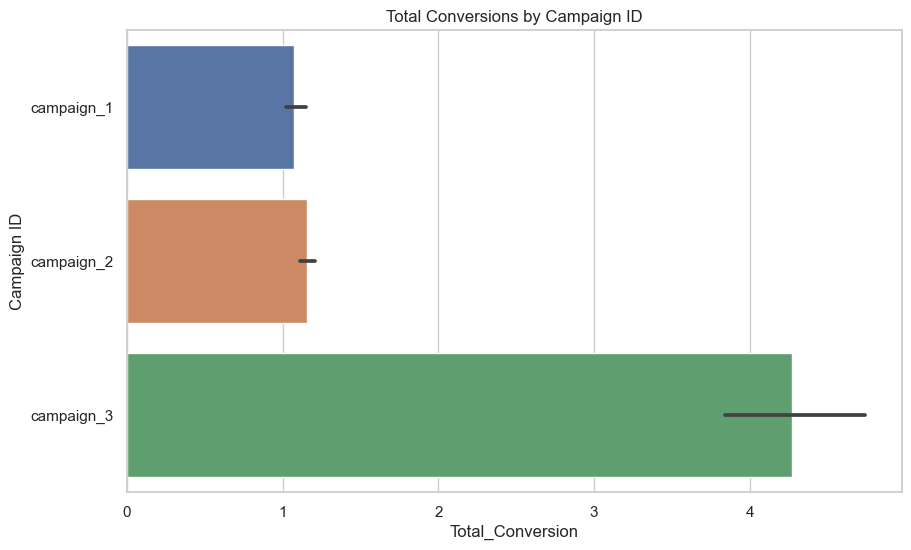 Total Conversions by Campaign ID
Campaign ID
campaign_1
campaign_2
campaign_3
0 1 2 3 4
Total_Conversion